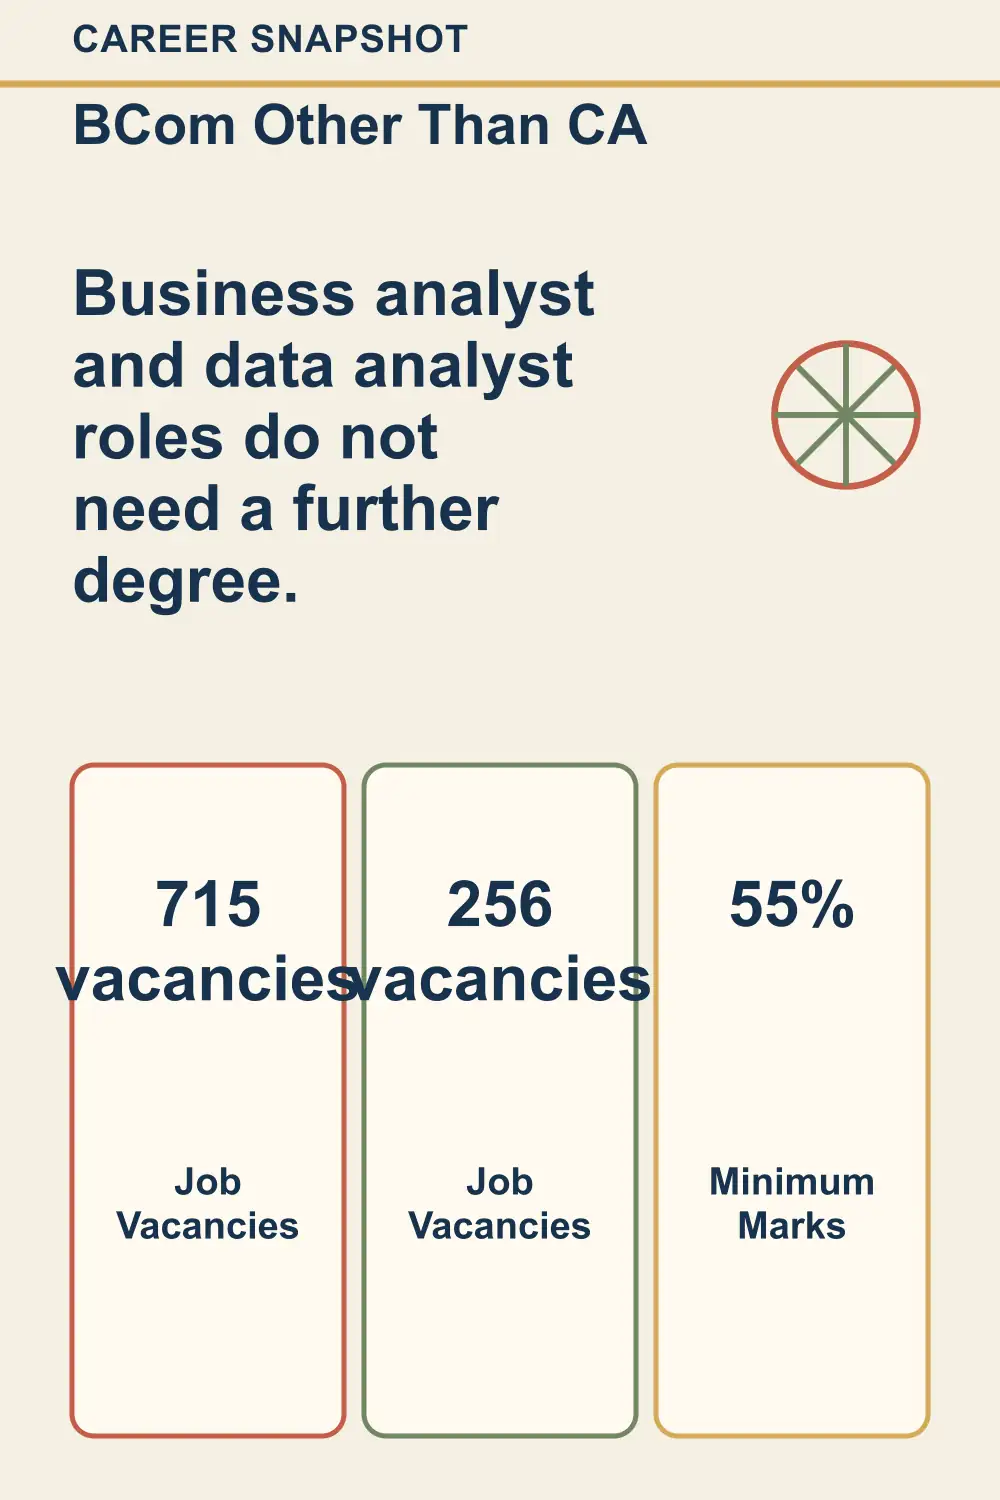 CAREER SNAPSHOT
BCom Other Than CA
Business analyst
and data analyst
roles do not
need a further
degree.
715
vacancies
Job
Vacancies
256
vacancies
Job
Vacancies
55%
Minimum
Marks